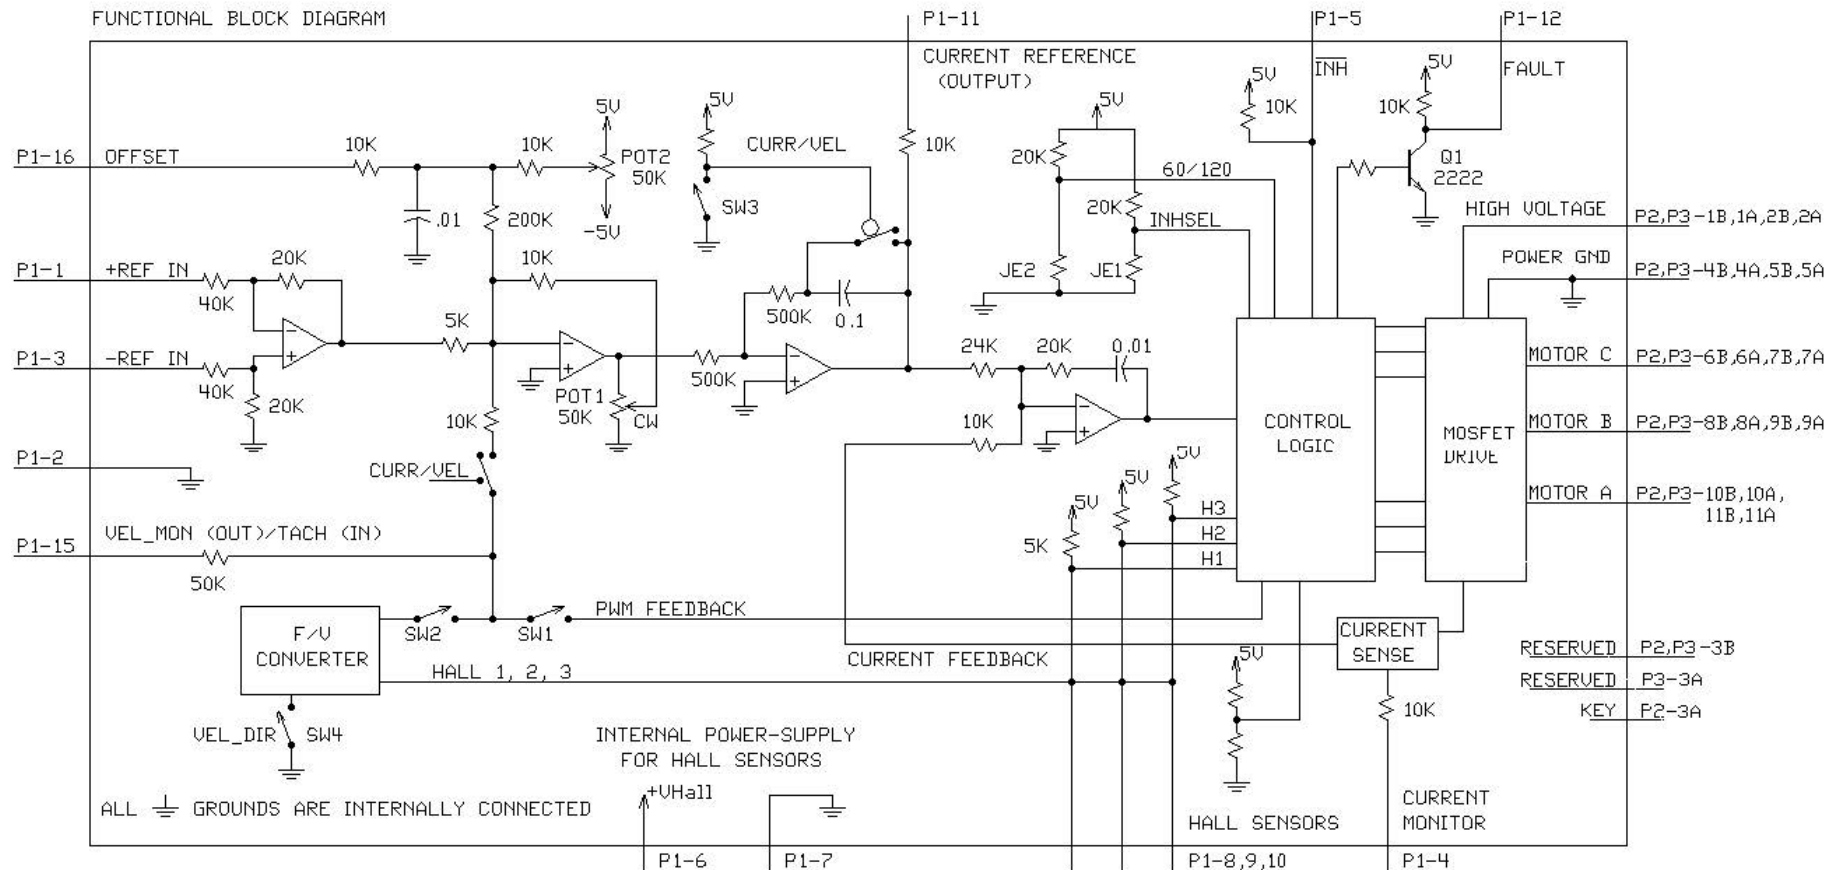 FUNCTIONAL BLOCK DIAGRAM
P1-11
P1-5
P1-12
CURRENT REFERENCE
(OUTPUT)
INH
FAULT
5V
5V
5V
10K
10K
5V
5V
P1-16
OFFSET
10K
10K
POT2
50K
CURR/VEL
10K
20K
60/120
Q1
2222
.01
200K
-5V
SW3
20K
INHSEL
HIGH VOLTAGE
P2,P3-1B,1A,2B,2A
P1-1
+REF IN
20K
10K
JE2
JE1
POWER GND
P2,P3-4B,4A,5B,5A
40K
500K
0.1
5K
24K
20K
0.01
P1-3
-REF IN
MOTOR C
P2,P3-6B,6A,7B,7A
40K
500K
20K
POT1
50K
CW
10K
10K
CONTROL
LOGIC
MOSFET
DRIVE
MOTOR B
P2,P3-8B,8A,9B,9A
P1-2
CURR/VEL
5V
5V
5V
MOTOR A
P2,P3-10B,10A,
11B,11A
H3
H2
H1
5K
P1-15
VEL_MON (OUT)/TACH (IN)
50K
F/V
CONVERTER
SW2
SW1
PWM FEEDBACK
CURRENT
SENSE
CURRENT FEEDBACK
5V
RESERVED
P2,P3-3B
HALL 1, 2, 3
RESERVED
P3-3A
10K
KEY
P2-3A
VEL_DIR
SW4
INTERNAL POWER-SUPPLY
FOR HALL SENSORS
+VHall
ALL
GROUNDS ARE INTERNALLY CONNECTED
HALL SENSORS
CURRENT
MONITOR
P1-6
P1-7
P1-8,9,10
P1-4